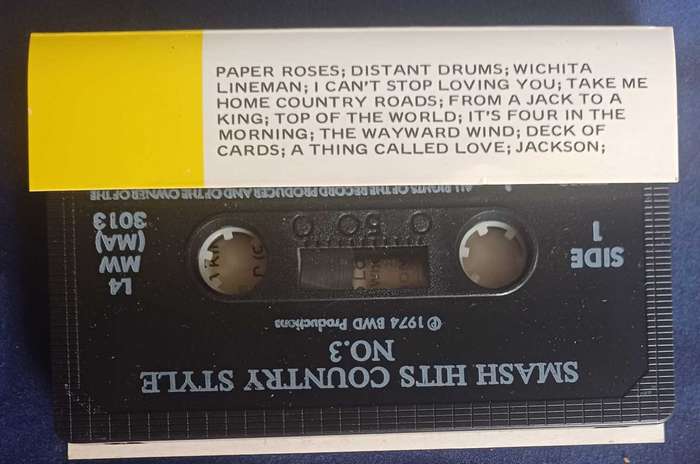 PAPER ROSES; DISTANT DRUMS; WICHITA
LINEMAN; I CAN'T STOP LOVING YOU; TAKE ME
HOME COUNTRY ROADS; FROM A JACK TO A
KING; TOP OF THE WORLD; IT'S FOUR IN THE
MORNING; THE WAYWARD WIND; DECK OF
CARDS; A THING CALLED LOVE; JACKSON;
SMASH HITS COUNTRY STYLE
NO.3
℗ 1974 BWD Productions
SIDE
1
0 50 0
L4
MW
(MA)
3013
ALL RIGHTS OF THE RECORD PRODUCER AND OF THE OWNER OF THE